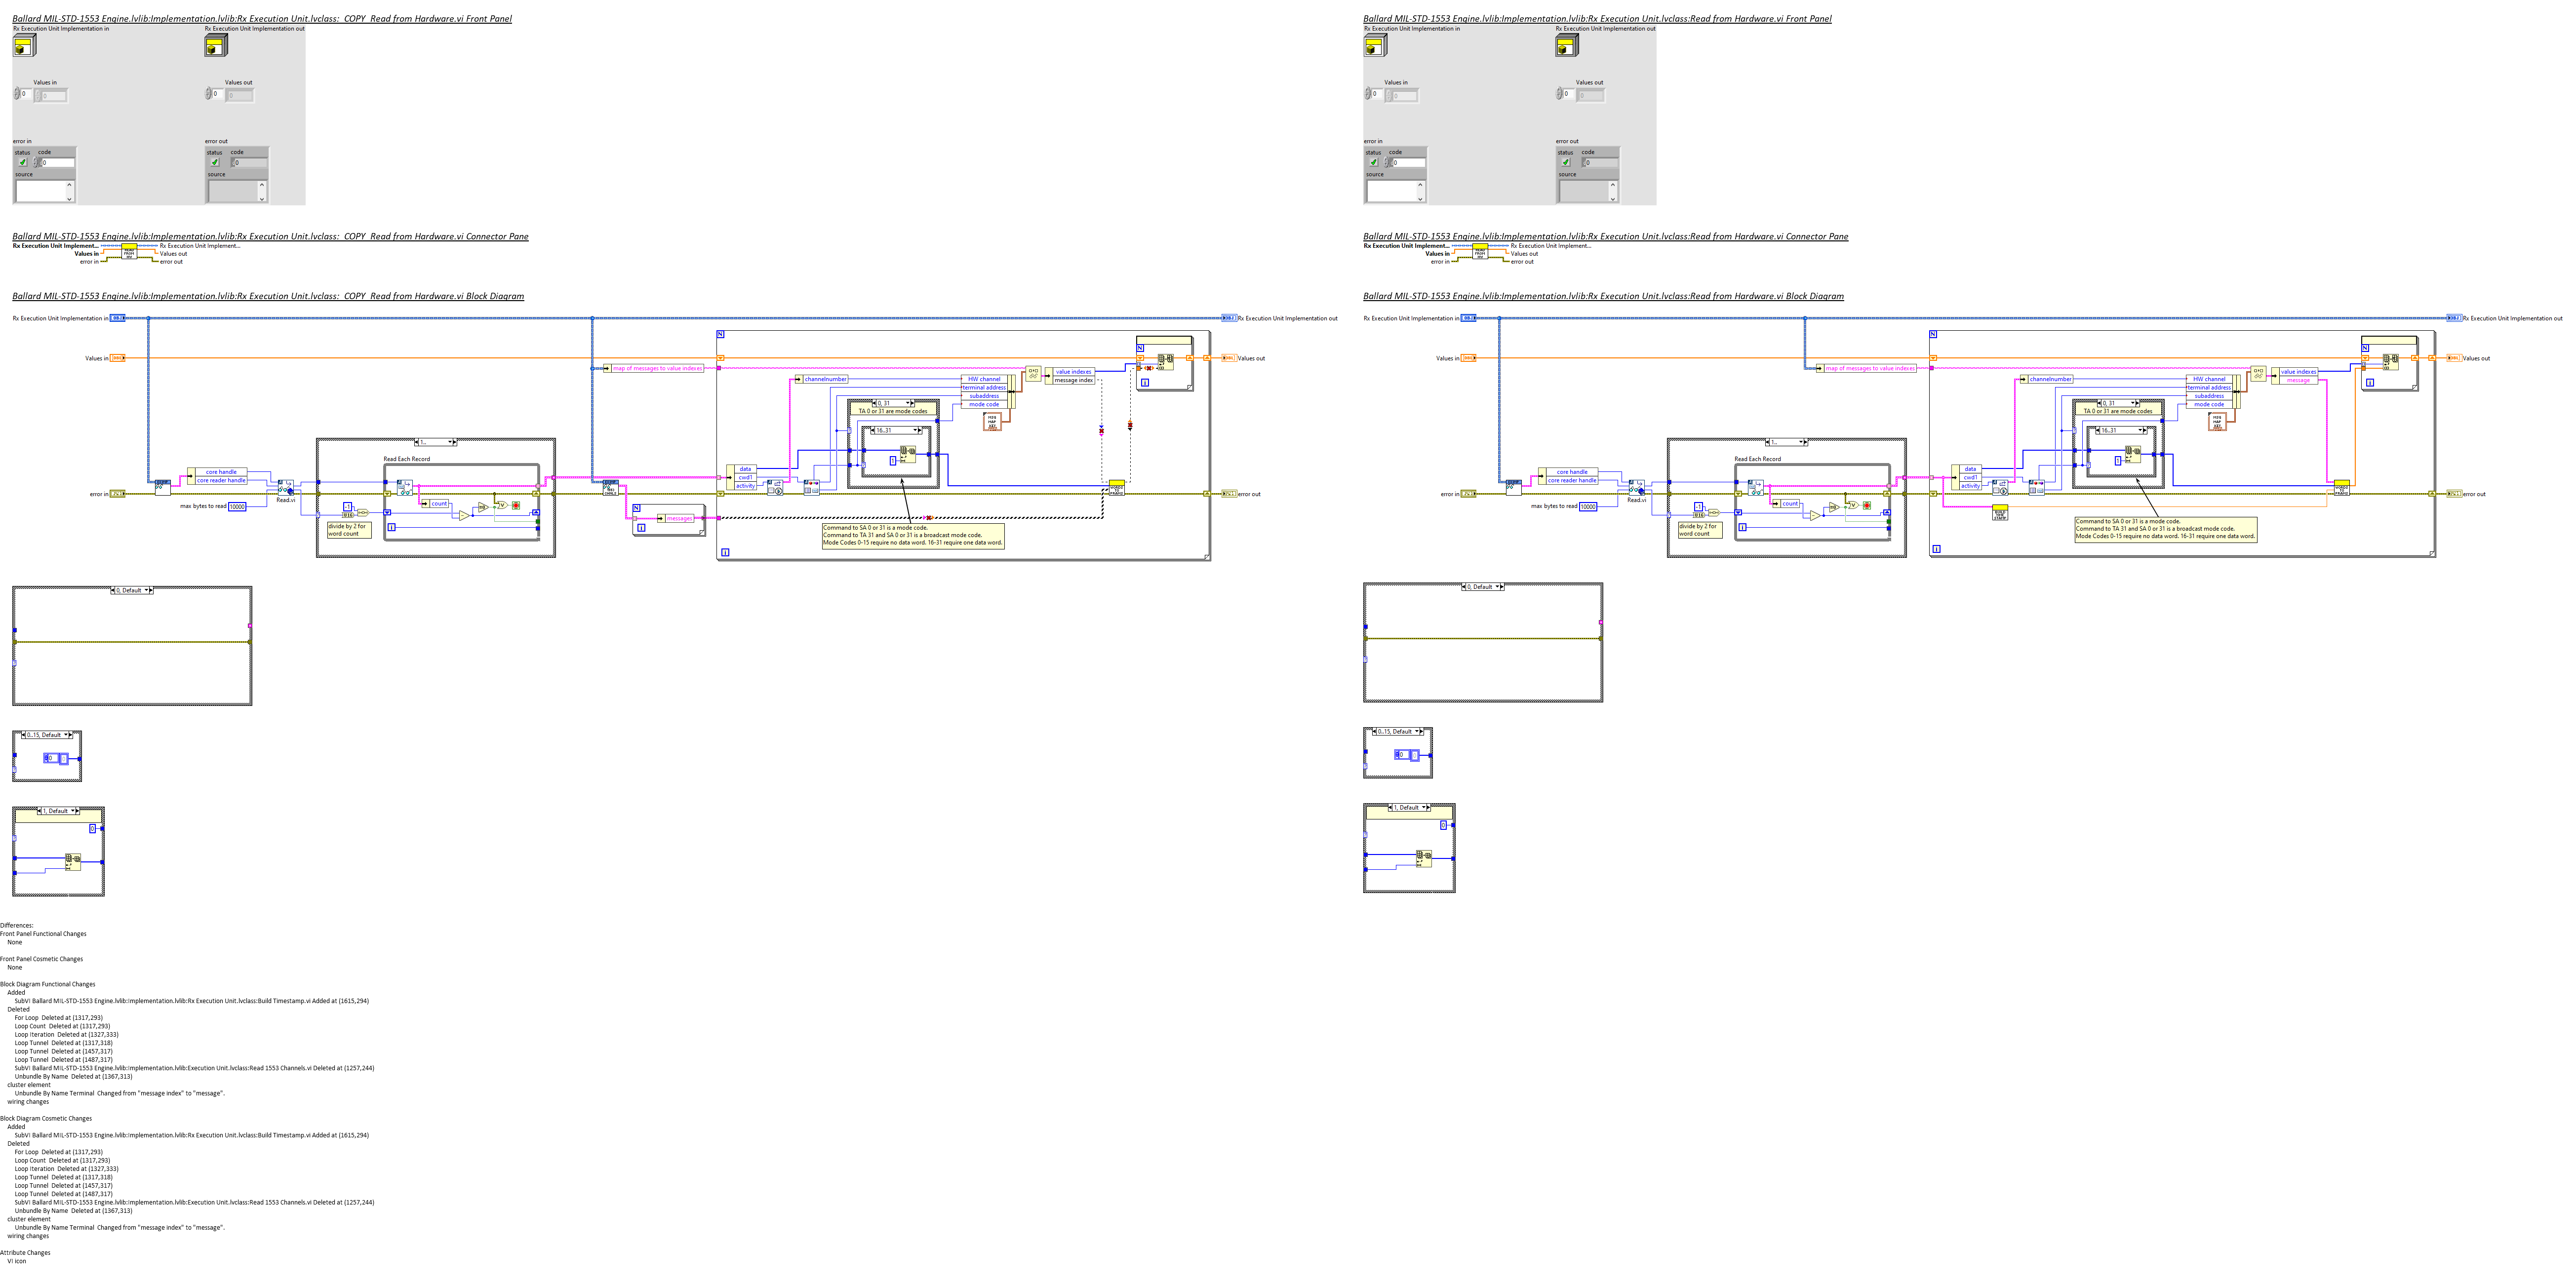 Ballard MIL-STD-1553 Engine.lvlib:Implementation.lvlib:Rx Execution Unit.lvclass:_COPY_Read from Hardware.vi Front Panel
Rx Execution Unit Implementation in
Rx Execution Unit Implementation out
Values in
Values out
0
0
0
0
error in
error out
status code
status code
0
0
source
source
Ballard MIL-STD-1553 Engine.lvlib:Implementation.lvlib:Rx Execution Unit.lvclass:_COPY_Read from Hardware.vi Connector Pane
Rx Execution Unit Implement...
Rx Execution Unit Implement...
Values in
Values out
error in
error out
Ballard MIL-STD-1553 Engine.lvlib:Implementation.lvlib:Rx Execution Unit.lvclass:_COPY_Read from Hardware.vi Block Diagram
Rx Execution Unit Implementation in
Rx Execution Unit Implementation out
N
N
Values in
Values out
map of messages to value indexes
value indexes
message index
channelnumber
HW channel
terminal address
subaddress
mode code
i
0, 31
TA 0 or 31 are mode codes
16..31
1
1..
Read Each Record
core handle
core reader handle
Read.vi
max bytes to read
10000
error in
error out
count
-1
divide by 2 for
word count
i
data
cwd1
activity
N
messages
i
i
Command to SA 0 or 31 is a mode code.
Command to TA 31 and SA 0 or 31 is a broadcast mode code.
Mode Codes 0-15 require no data word. 16-31 require one data word.
0, Default
0..15, Default
0
1, Default
0
Differences:
Front Panel Functional Changes
None
Front Panel Cosmetic Changes
None
Block Diagram Functional Changes
Added
SubVI Ballard MIL-STD-1553 Engine.lvlib:Implementation.lvlib:Rx Execution Unit.lvclass:Build Timestamp.vi Added at (1615,294)
Deleted
For Loop  Deleted at (1317,293)
Loop Count  Deleted at (1317,293)
Loop Iteration  Deleted at (1327,333)
Loop Tunnel  Deleted at (1317,318)
Loop Tunnel  Deleted at (1457,317)
Loop Tunnel  Deleted at (1487,317)
SubVI Ballard MIL-STD-1553 Engine.lvlib:Implementation.lvlib:Execution Unit.lvclass:Read 1553 Channels.vi Deleted at (1257,244)
Unbundle By Name  Deleted at (1367,313)
cluster element
Unbundle By Name Terminal  Changed from "message index" to "message".
wiring changes
Block Diagram Cosmetic Changes
Added
SubVI Ballard MIL-STD-1553 Engine.lvlib:Implementation.lvlib:Rx Execution Unit.lvclass:Build Timestamp.vi Added at (1615,294)
Deleted
For Loop  Deleted at (1317,293)
Loop Count  Deleted at (1317,293)
Loop Iteration  Deleted at (1327,333)
Loop Tunnel  Deleted at (1317,318)
Loop Tunnel  Deleted at (1457,317)
Loop Tunnel  Deleted at (1487,317)
SubVI Ballard MIL-STD-1553 Engine.lvlib:Implementation.lvlib:Execution Unit.lvclass:Read 1553 Channels.vi Deleted at (1257,244)
Unbundle By Name  Deleted at (1367,313)
cluster element
Unbundle By Name Terminal  Changed from "message index" to "message".
wiring changes
Attribute Changes
VI icon
Ballard MIL-STD-1553 Engine.lvlib:Implementation.lvlib:Rx Execution Unit.lvclass:Read from Hardware.vi Front Panel
Rx Execution Unit Implementation in
Rx Execution Unit Implementation out
Values in
Values out
0
0
0
0
error in
error out
status code
status code
0
0
source
source
Ballard MIL-STD-1553 Engine.lvlib:Implementation.lvlib:Rx Execution Unit.lvclass:Read from Hardware.vi Connector Pane
Rx Execution Unit Implement...
Rx Execution Unit Implement...
Values in
Values out
error in
error out
Ballard MIL-STD-1553 Engine.lvlib:Implementation.lvlib:Rx Execution Unit.lvclass:Read from Hardware.vi Block Diagram
Rx Execution Unit Implementation in
Rx Execution Unit Implementation out
N
N
Values in
Values out
map of messages to value indexes
value indexes
message
channelnumber
HW channel
terminal address
subaddress
mode code
i
0, 31
TA 0 or 31 are mode codes
16..31
1
1..
Read Each Record
core handle
core reader handle
Read.vi
max bytes to read
10000
error in
error out
count
-1
divide by 2 for
word count
i
data
cwd1
activity
i
Command to SA 0 or 31 is a mode code.
Command to TA 31 and SA 0 or 31 is a broadcast mode code.
Mode Codes 0-15 require no data word. 16-31 require one data word.
0, Default
0..15, Default
0
1, Default
0